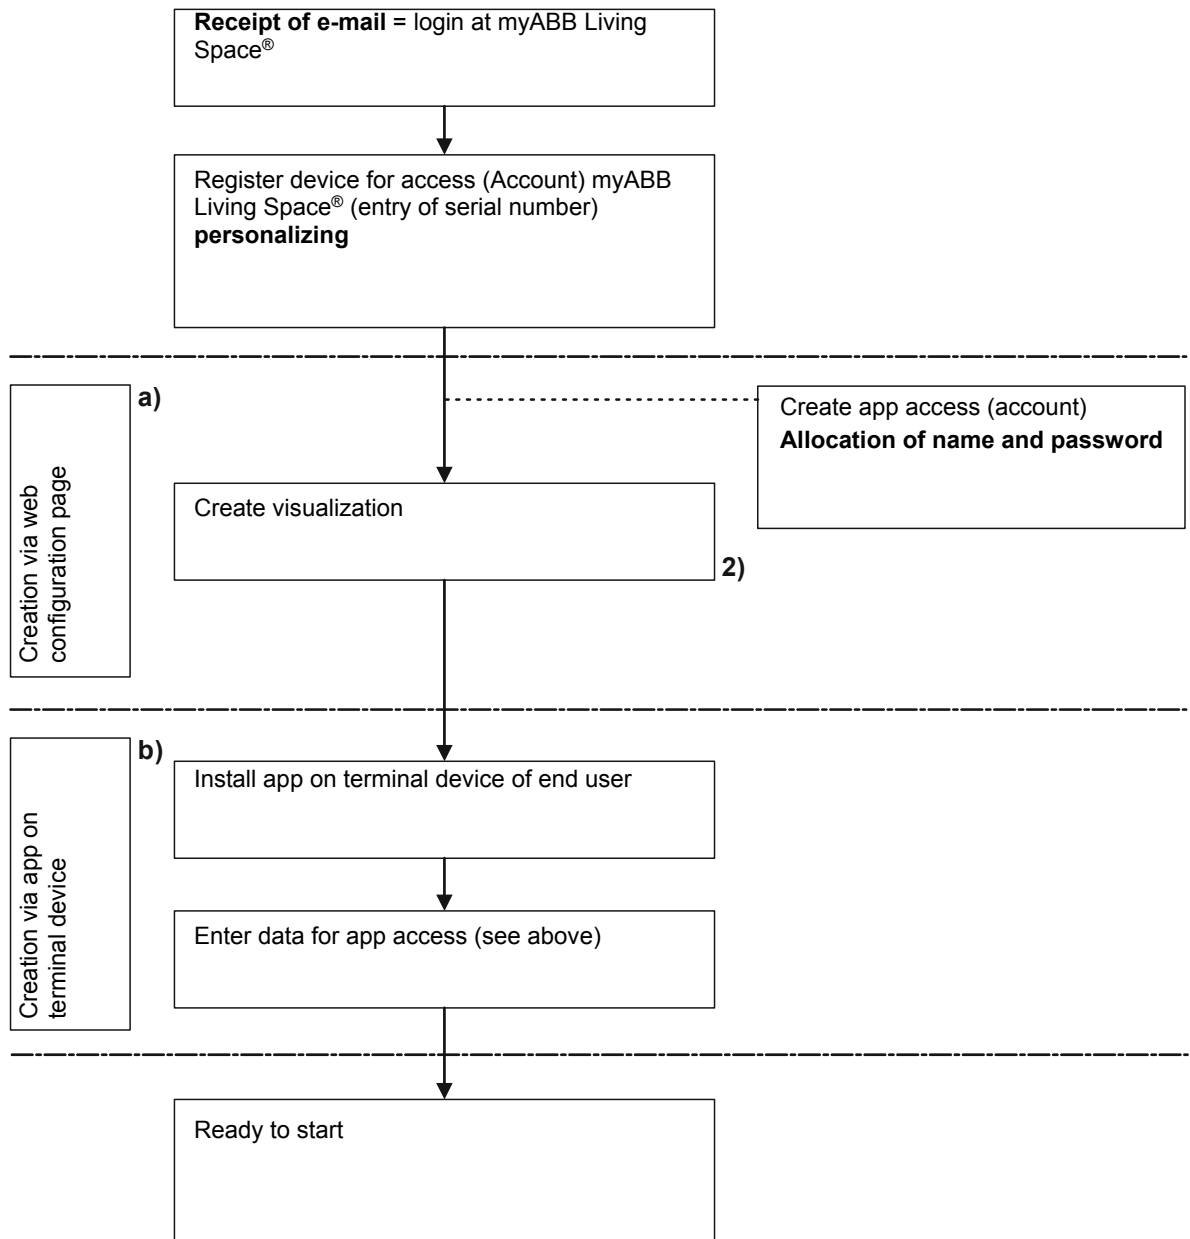 Receipt of e-mail = login at myABB Living
Space®
Register device for access (Account) myABB
Living Space® (entry of serial number)
personalizing
a)
Creation via web
configuration page
Create app access (account)
Allocation of name and password
Create visualization
2)
b)
Creation via app on
terminal device
Install app on terminal device of end user
Enter data for app access (see above)
Ready to start